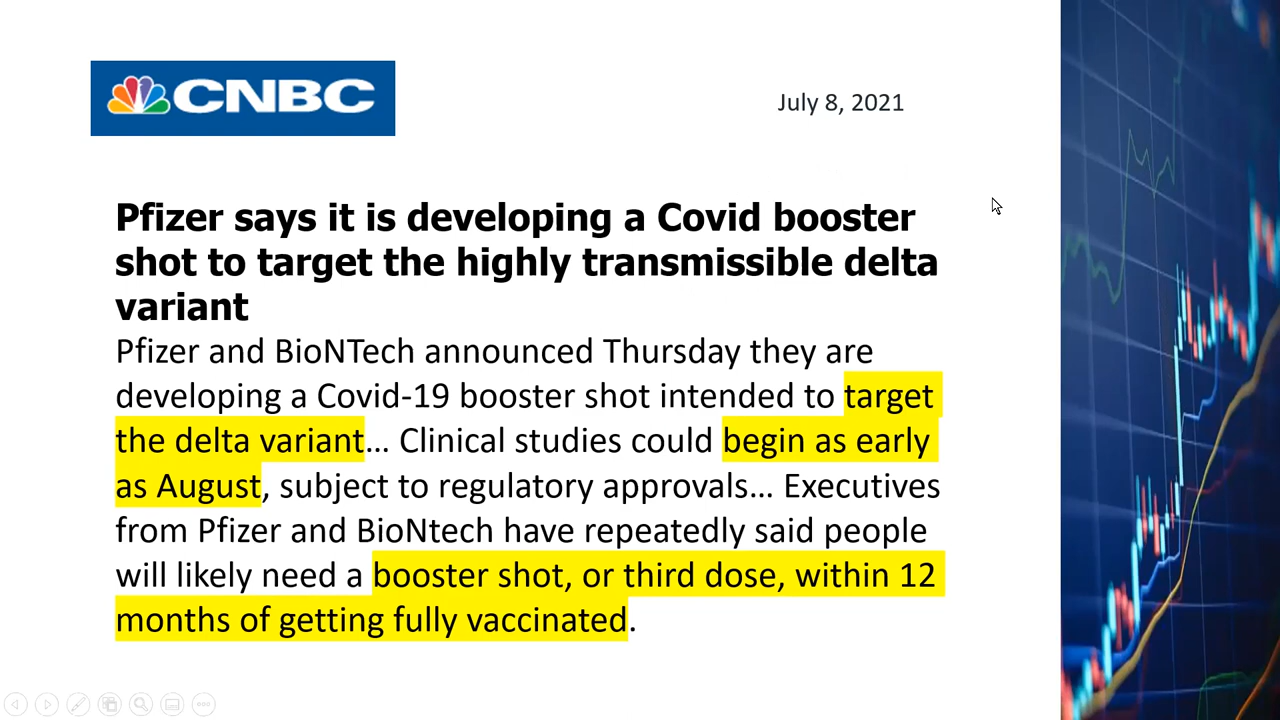 CNBC
July 8, 2021
Pfizer says it is developing a Covid booster
shot to target the highly transmissible delta
variant
Pfizer and BioNTech announced Thursday they are
developing a Covid-19 booster shot intended to target
the delta variant… Clinical studies could begin as early
as August, subject to regulatory approvals… Executives
from Pfizer and BioNtech have repeatedly said people
will likely need a booster shot, or third dose, within 12
months of getting fully vaccinated.